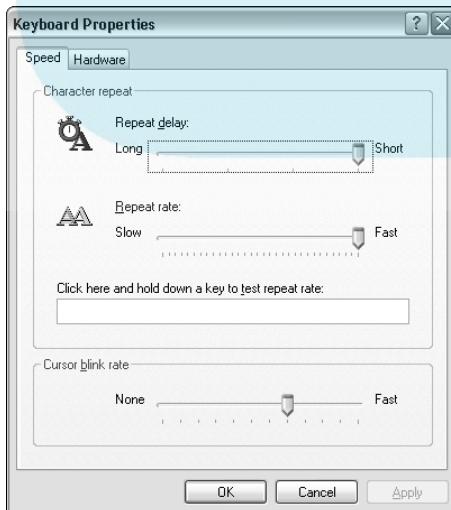 Keyboard Properties
Speed Hardware
Character repeat
Repeat delay:
Long Short
Repeat rate:
Slow Fast
Click here and hold down a key to test repeat rate:
Cursor blink rate
None Fast
OK Cancel Apply